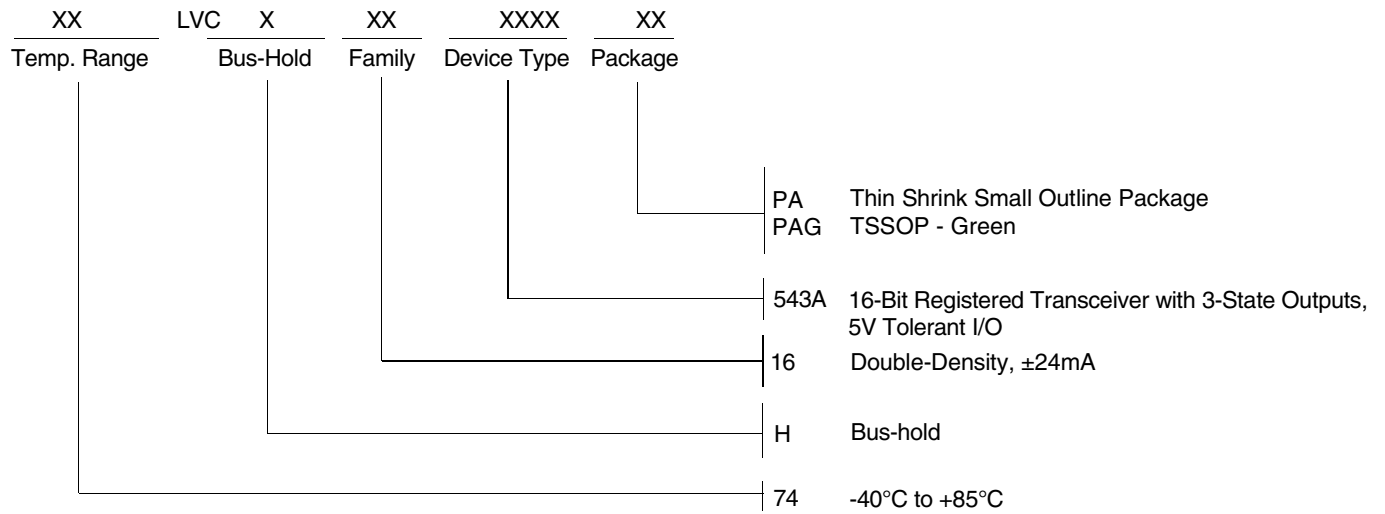 XX LVC X XX XXXX XX
Temp. Range Bus-Hold Family Device Type Package
PA Thin Shrink Small Outline Package
PAG TSSOP - Green
543A 16-Bit Registered Transceiver with 3-State Outputs,
5V Tolerant I/O
16 Double-Density, ±24mA
H Bus-hold
74 -40°C to +85°C